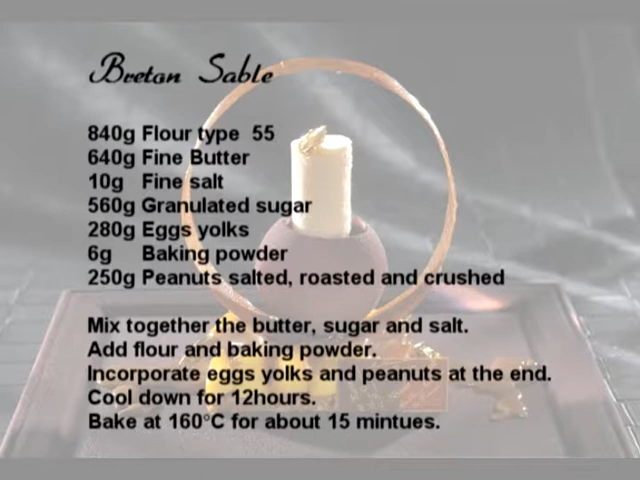 Breton Sable
840g Flour type 55
640g Fine Butter
10g Fine salt
560g Granulated sugar
280g Eggs yolks
6g Baking powder
250g Peanuts salted, roasted and crushed
Mix together the butter, sugar and salt.
Add flour and baking powder.
Incorporate eggs yolks and peanuts at the end.
Cool down for 12hours.
Bake at 160°C for about 15 mintues.